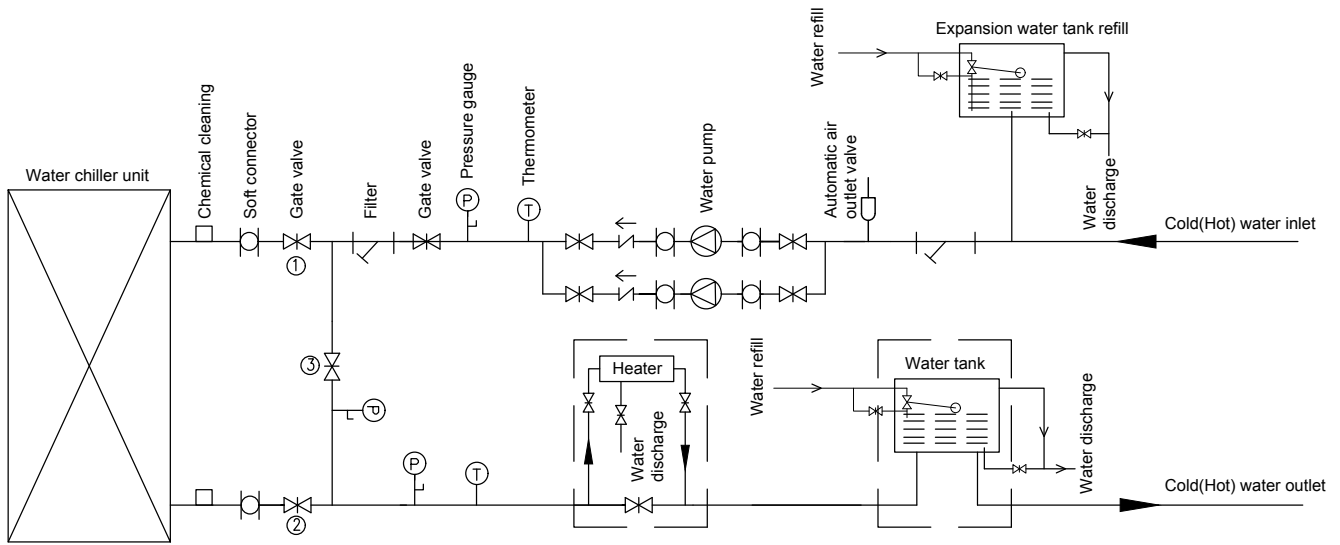 Expansion water tank refill
Water refill
Water discharge
Water chiller unit
Chemical cleaning
Soft connector
Gate valve
Filter
Gate valve
Pressure gauge
Thermometer
Water pump
Automatic air
outlet valve
P
T
Cold(Hot) water inlet
①
③
P
Heater
Water
discharge
Water refill
Water tank
Water discharge
P
T
Cold(Hot) water outlet
②